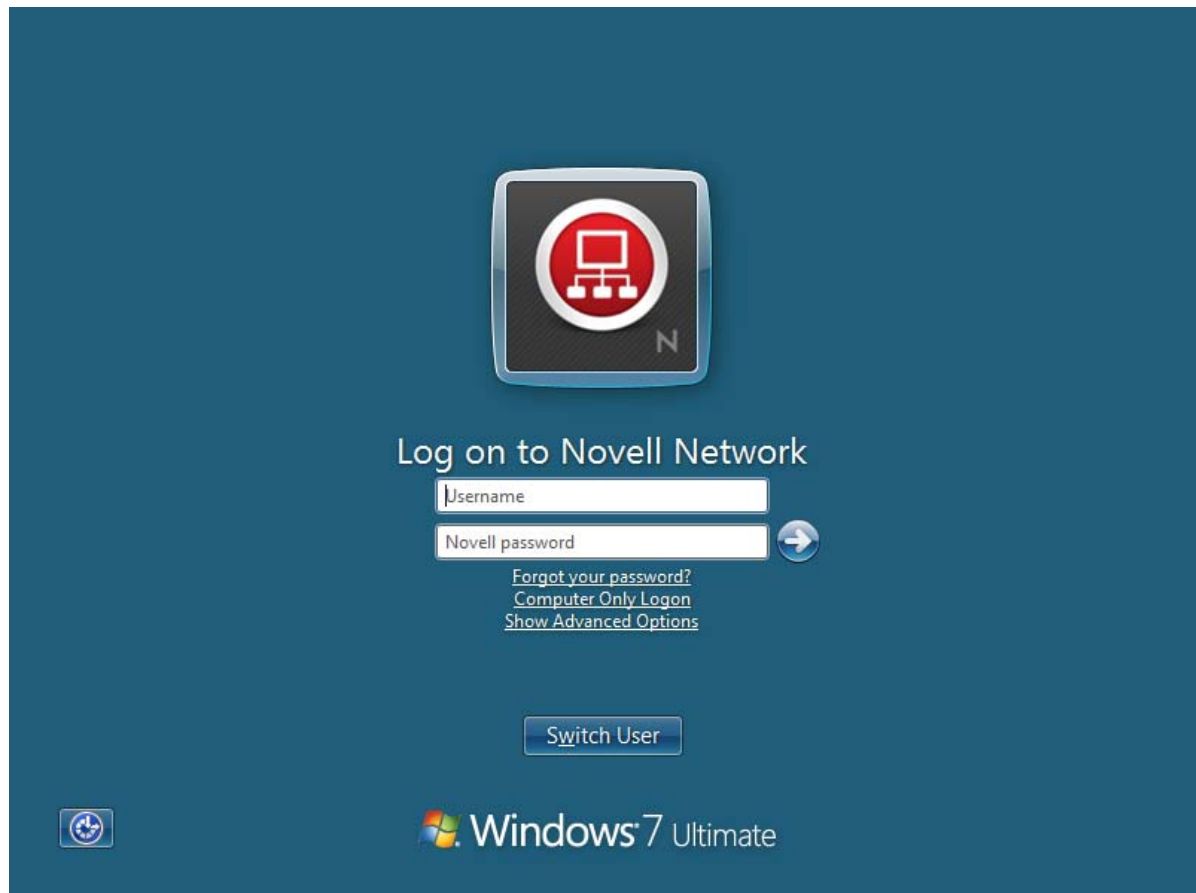 N
Log on to Novell Network
Username
Novell password
Forgot your password?
Computer Only Logon
Show Advanced Options
Switch User
Windows 7 Ultimate